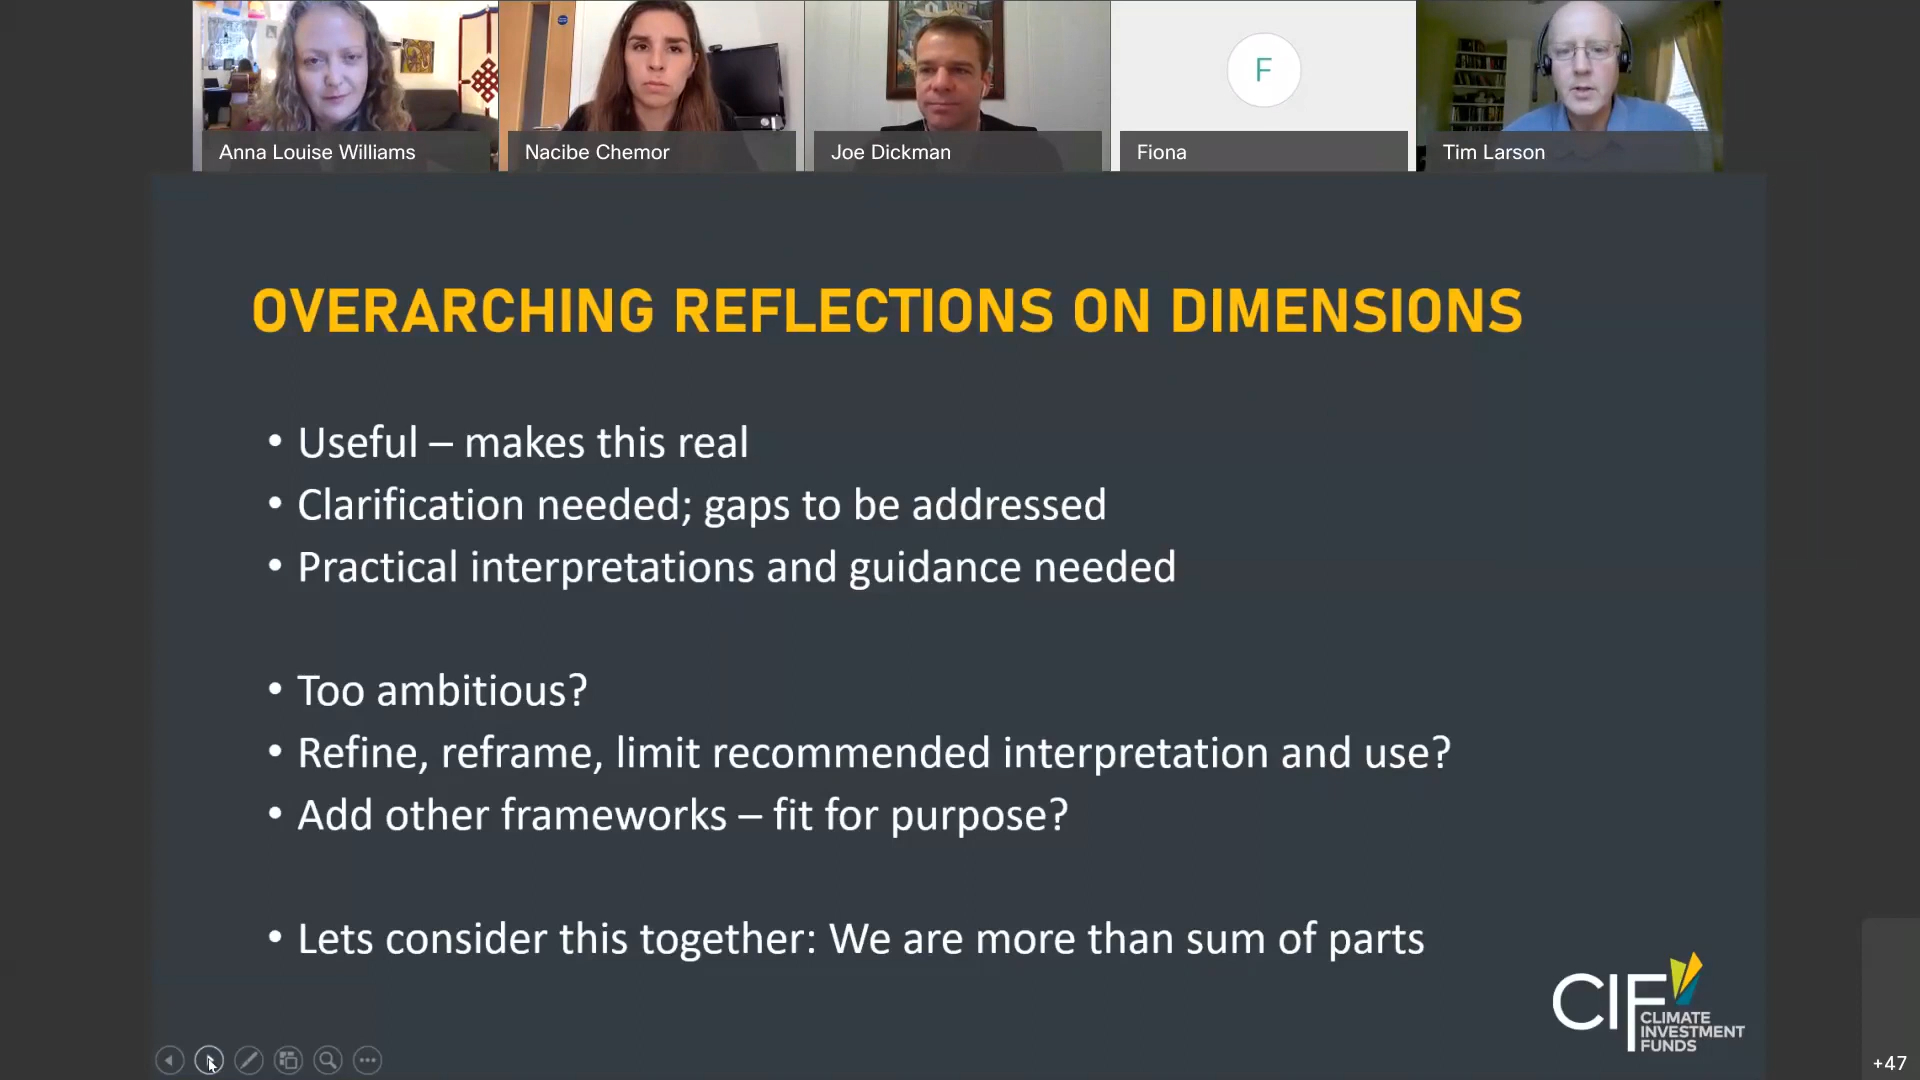 Anna Louise Williams
Nacibe Chemor
Joe Dickman
F
Fiona
Tim Larson
OVERARCHING REFLECTIONS ON DIMENSIONS
• Useful – makes this real
• Clarification needed; gaps to be addressed
• Practical interpretations and guidance needed
• Too ambitious?
• Refine, reframe, limit recommended interpretation and use?
• Add other frameworks – fit for purpose?
• Lets consider this together: We are more than sum of parts
CIF
CLIMATE
INVESTMENT
FUNDS
+47